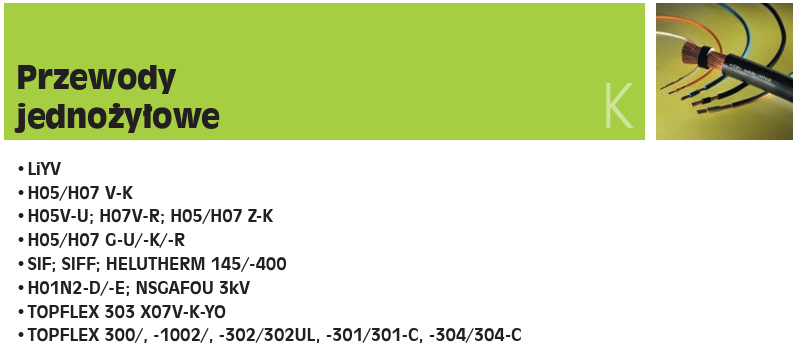 Przewody
jednożyłowe
K
• LiYV
• H05/H07 V-K
• H05V-U; H07V-R; H05/H07 Z-K
• H05/H07 G-U/-K/-R
• SIF; SIFF; HELUTHERM 145/-400
• H01N2-D/-E; NSGAFOU 3kV
• TOPFLEX 303 X07V-K-YO
• TOPFLEX 300/, -1002/, -302/302UL, -301/301-C, -304/304-C